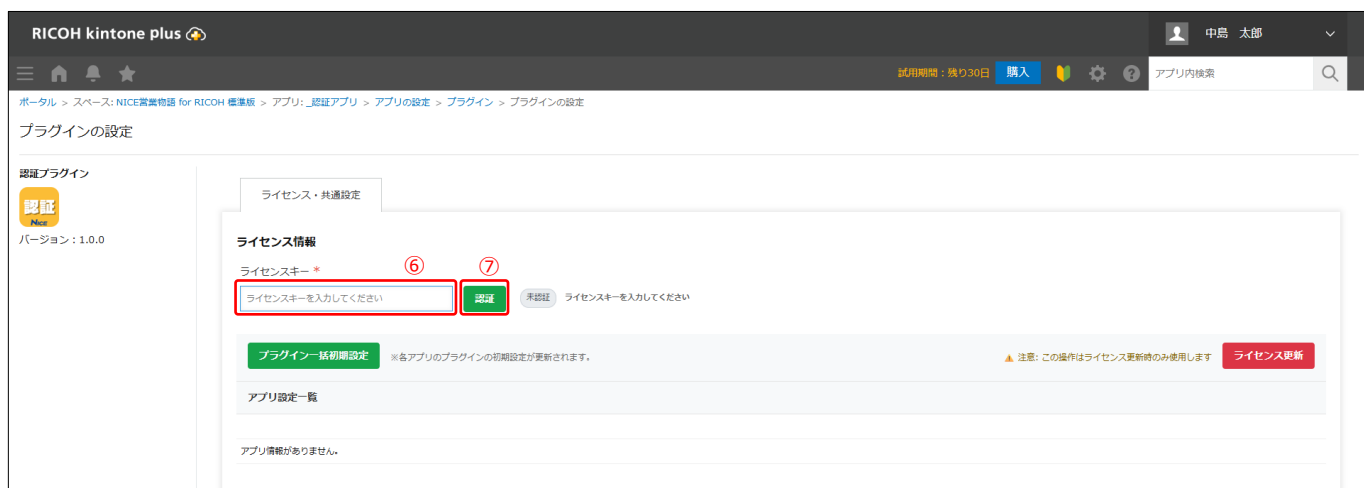 RICOH kintone plus
中島 太郎
試用期間：残り30日 購入 アプリ内検索
ポータル > スペース: NICE営業物語 for RICOH 標準版 > アプリ: _認証アプリ > アプリの設定 > プラグイン > プラグインの設定
プラグインの設定
認証プラグイン
認証
NICE
バージョン：1.0.0
ライセンス・共通設定
ライセンス情報
ライセンスキー * ⑥ ⑦
ライセンスキーを入力してください 認証 未認証 ライセンスキーを入力してください
プラグイン一括初期設定 ※各アプリのプラグインの初期設定が更新されます。 注意: この操作はライセンス更新時のみ使用します ライセンス更新
アプリ設定一覧
アプリ情報がありません。